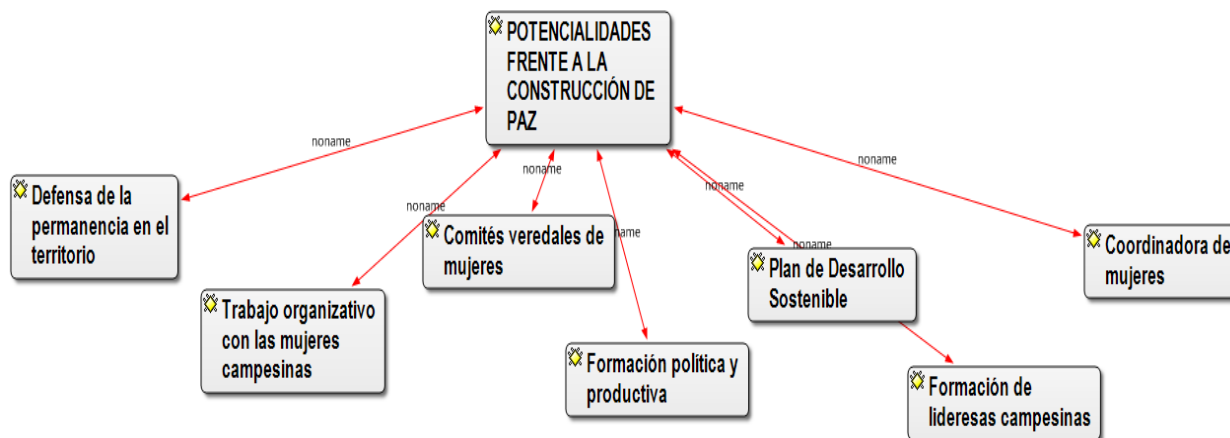 POTENCIALIDADES
FRENTE A LA
CONSTRUCCIÓN DE
PAZ
noname
noname
noname
name
noname
noname
noname
Defensa de la
permanencia en el
territorio
Trabajo organizativo
con las mujeres
campesinas
Comités veredales de
mujeres
Formación política y
productiva
Plan de Desarrollo
Sostenible
Formación de
lideresas campesinas
Coordinadora de
mujeres